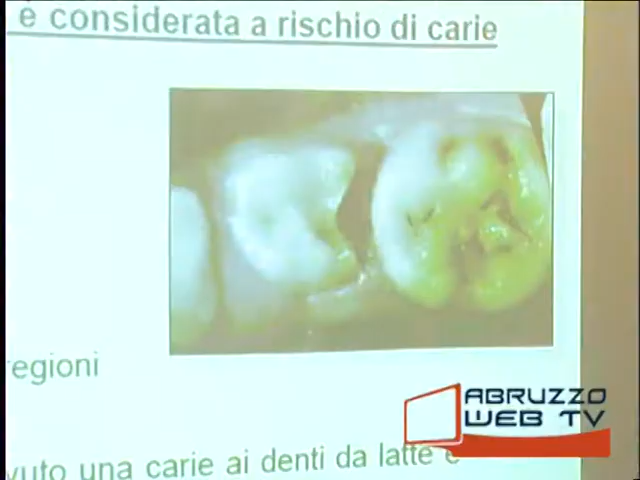 è considerata a rischio di carie
regioni
vuto una carie ai denti da latte e
ABRUZZO
WEB TV